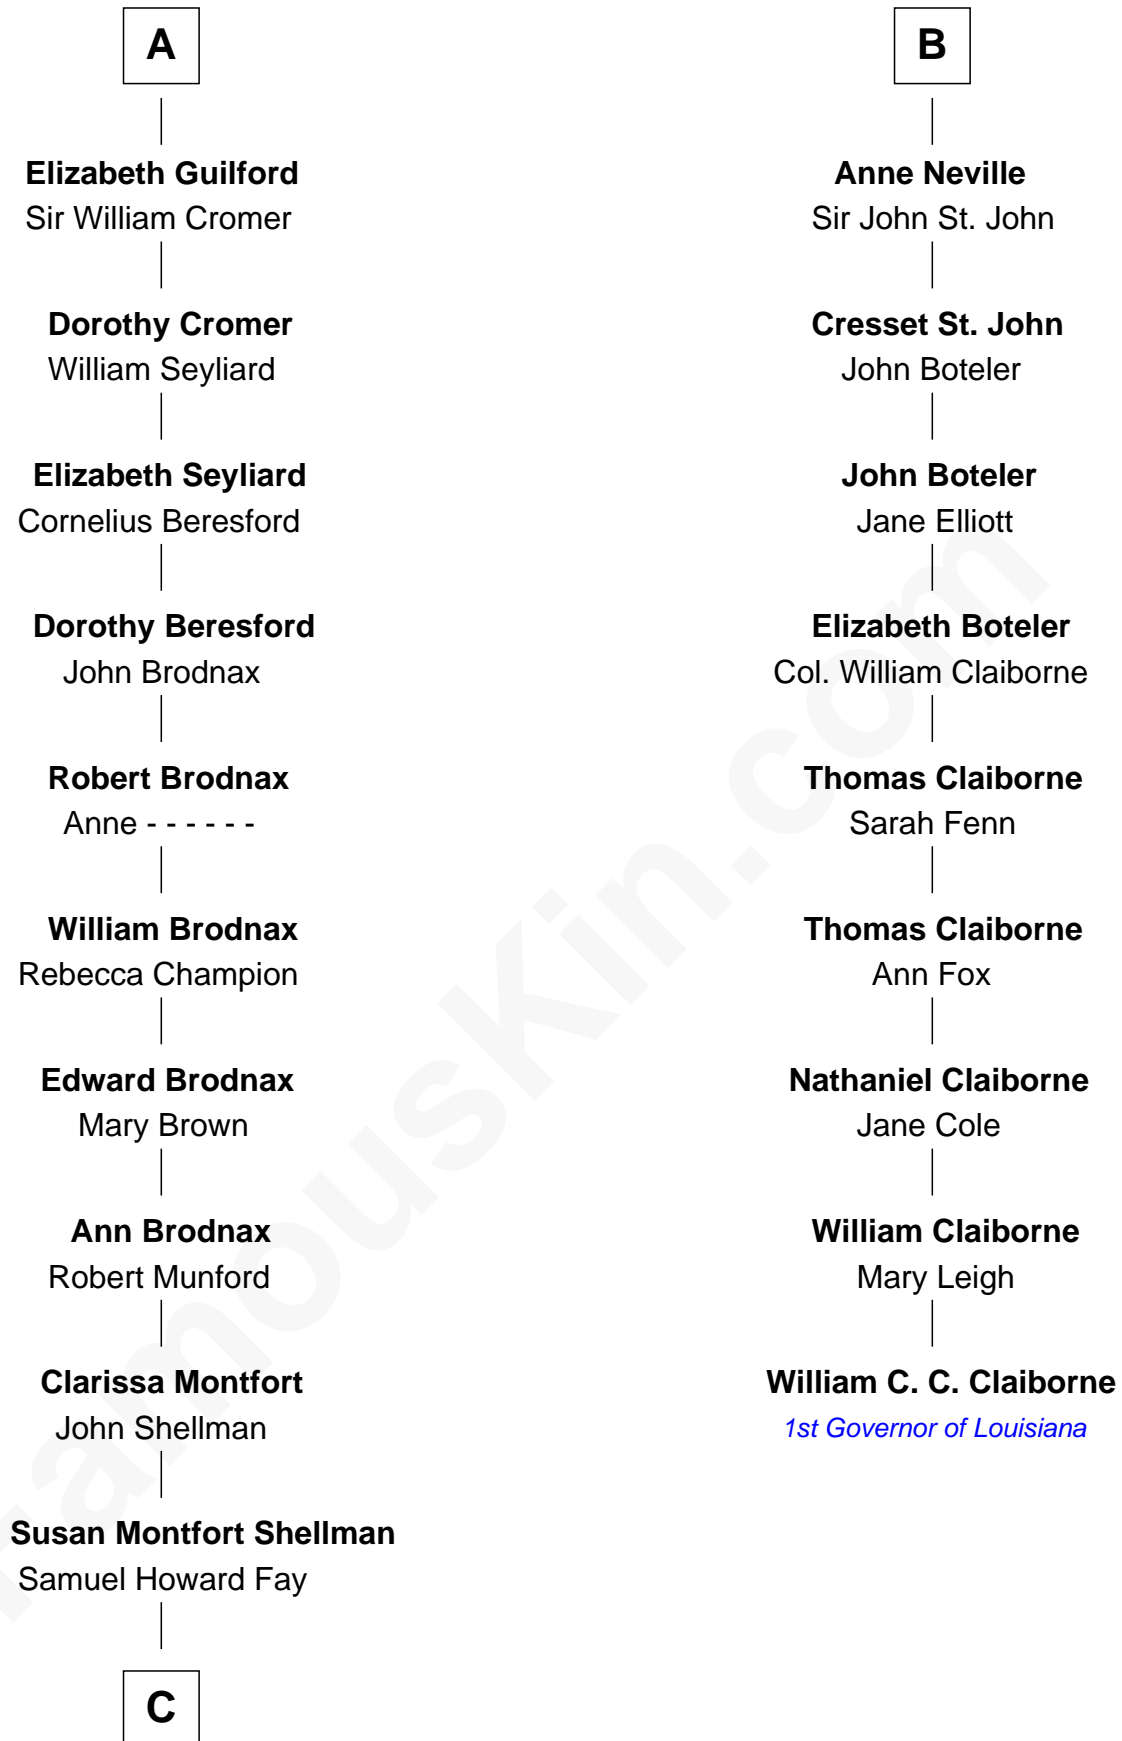 A
Elizabeth Guilford
Sir William Cromer
Dorothy Cromer
William Seyliard
Elizabeth Seyliard
Cornelius Beresford
Dorothy Beresford
John Brodnax
Robert Brodnax
Anne - - - - - -
William Brodnax
Rebecca Champion
Edward Brodnax
Mary Brown
Ann Brodnax
Robert Munford
Clarissa Montfort
John Shellman
Susan Montfort Shellman
Samuel Howard Fay
C
B
Anne Neville
Sir John St. John
Cresset St. John
John Boteler
John Boteler
Jane Elliott
Elizabeth Boteler
Col. William Claiborne
Thomas Claiborne
Sarah Fenn
Thomas Claiborne
Ann Fox
Nathaniel Claiborne
Jane Cole
William Claiborne
Mary Leigh
William C. C. Claiborne
1st Governor of Louisiana
FamousKin.com